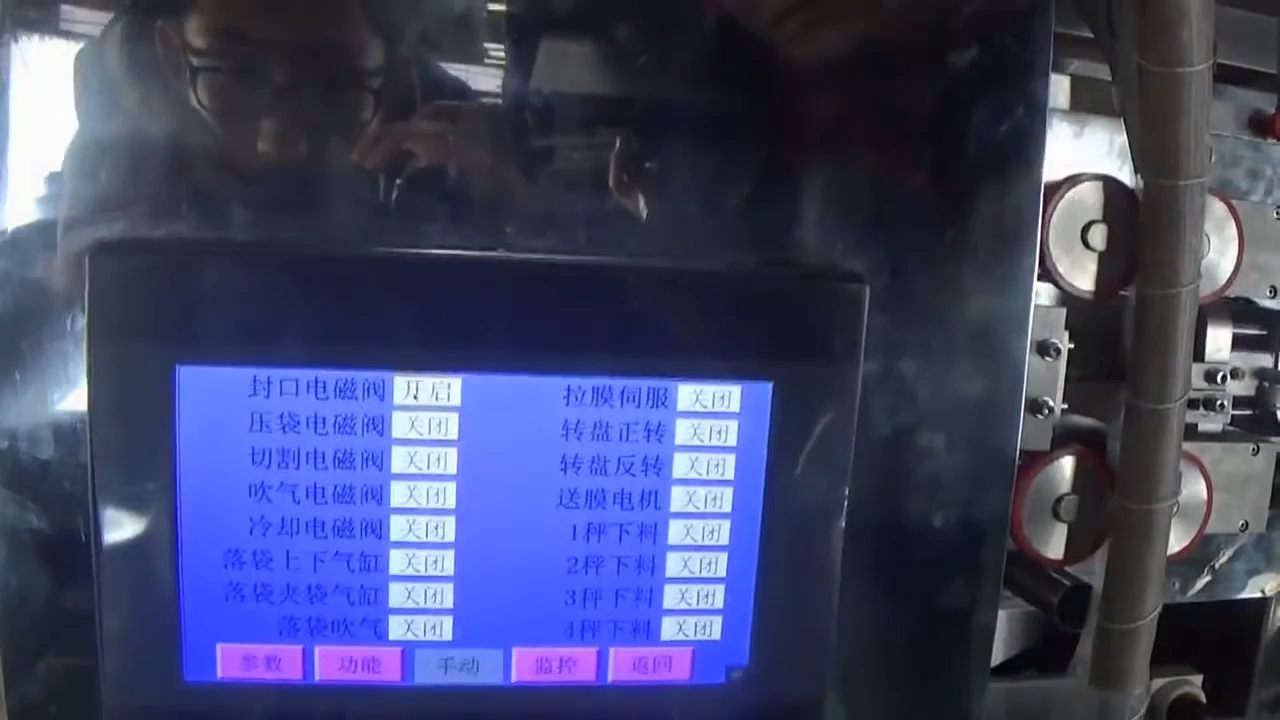 封口电磁阀 开启 拉膜伺服 关闭
压袋电磁阀 关闭 转盘正转 关闭
切割电磁阀 关闭 转盘反转 关闭
吹气电磁阀 关闭 送膜电机 关闭
冷却电磁阀 关闭 1秤下料 关闭
落袋上下气缸 关闭 2秤下料 关闭
落袋夹袋气缸 关闭 3秤下料 关闭
落袋吹气 关闭 4秤下料 关闭
参数 功能 手动 监控 返回